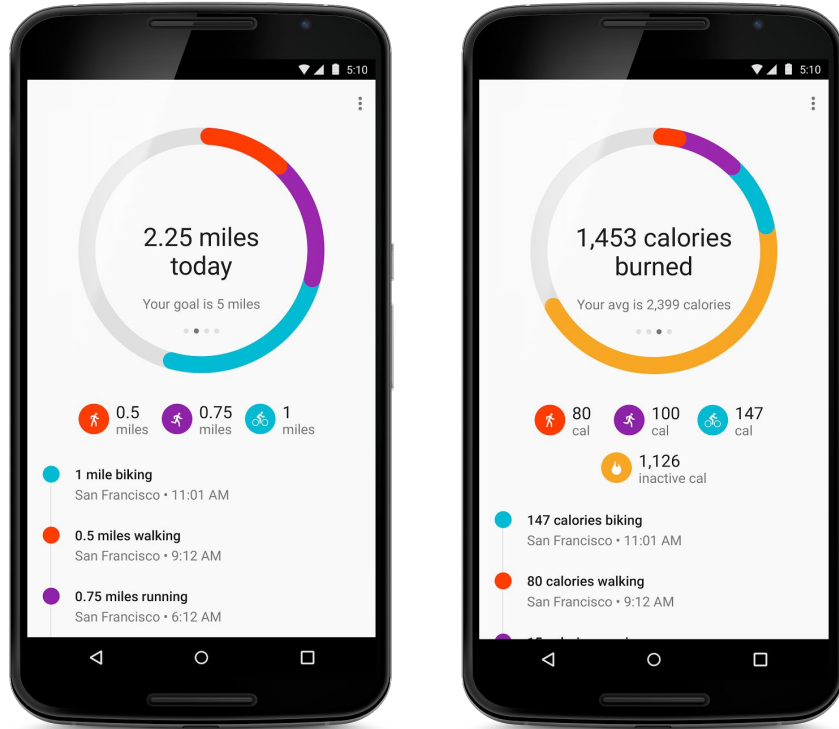 5:10
2.25 miles
today
Your goal is 5 miles
0.5
miles
0.75
miles
1
miles
1 mile biking
San Francisco • 11:01 AM
0.5 miles walking
San Francisco • 9:12 AM
0.75 miles running
San Francisco • 6:12 AM
5:10
1,453 calories
burned
Your avg is 2,399 calories
80
cal
100
cal
147
cal
1,126
inactive cal
147 calories biking
San Francisco • 11:01 AM
80 calories walking
San Francisco • 9:12 AM